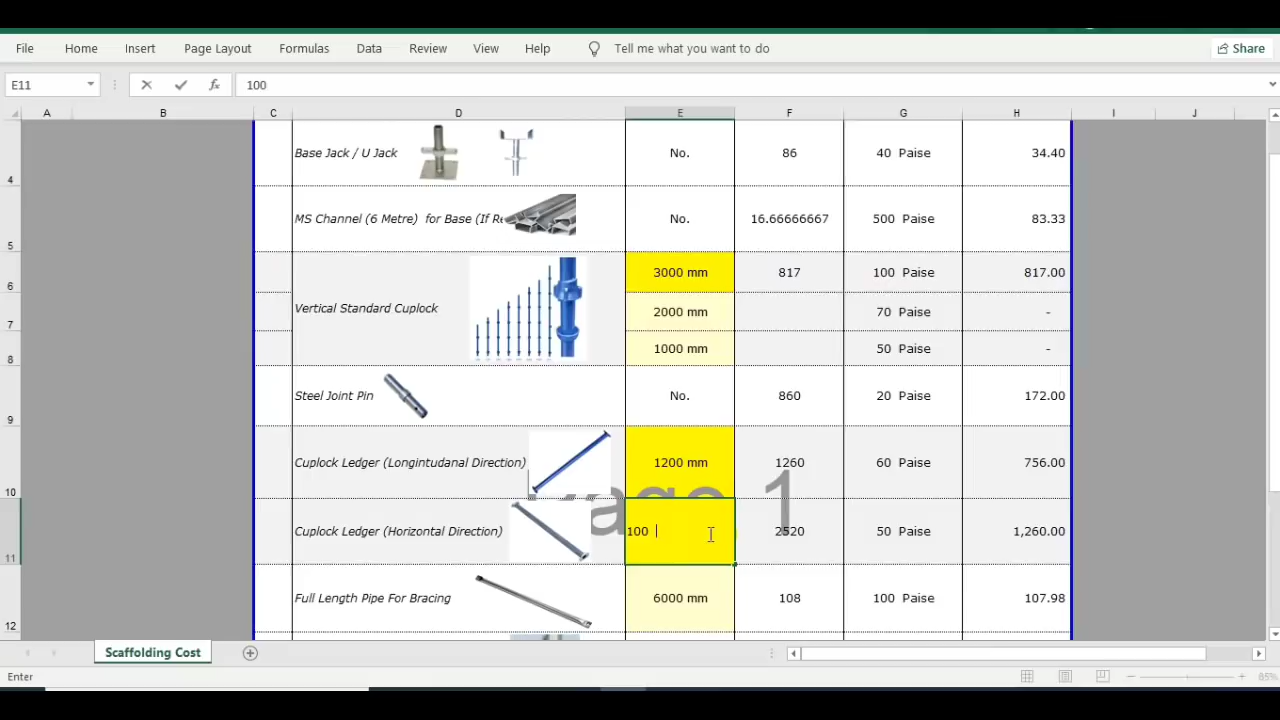 File Home Insert Page Layout Formulas Data Review View Help Tell me what you want to do Share
E11 fx 100
A B C D E F G H I J
4 Base Jack / U Jack No. 86 40 Paise 34.40
5 MS Channel (6 Metre) for Base (If Re No. 16.66666667 500 Paise 83.33
6 3000 mm 817 100 Paise 817.00
Vertical Standard Cuplock
7 2000 mm 70 Paise -
8 1000 mm 50 Paise -
9 Steel Joint Pin No. 860 20 Paise 172.00
10 Cuplock Ledger (Longintudanal Direction) 1200 mm 1260 60 Paise 756.00
Page 1
11 Cuplock Ledger (Horizontal Direction) 100 2520 50 Paise 1,260.00
12 Full Length Pipe For Bracing 6000 mm 108 100 Paise 107.98
Scaffolding Cost
Enter 85%